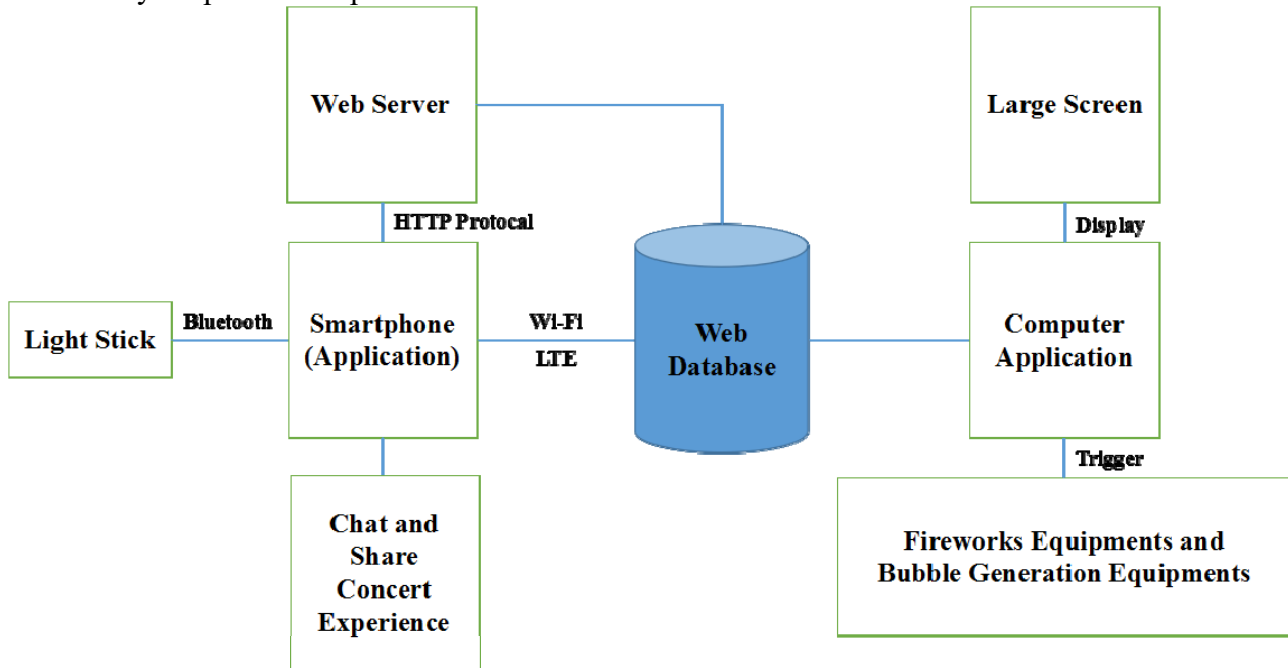 Web Server
Large Screen
HTTP Protocal
Display
Light Stick
Bluetooth
Smartphone
(Application)
Wi-Fi
LTE
Web
Database
Computer
Application
Trigger
Chat and
Share
Concert
Experience
Fireworks Equipments and
Bubble Generation Equipments